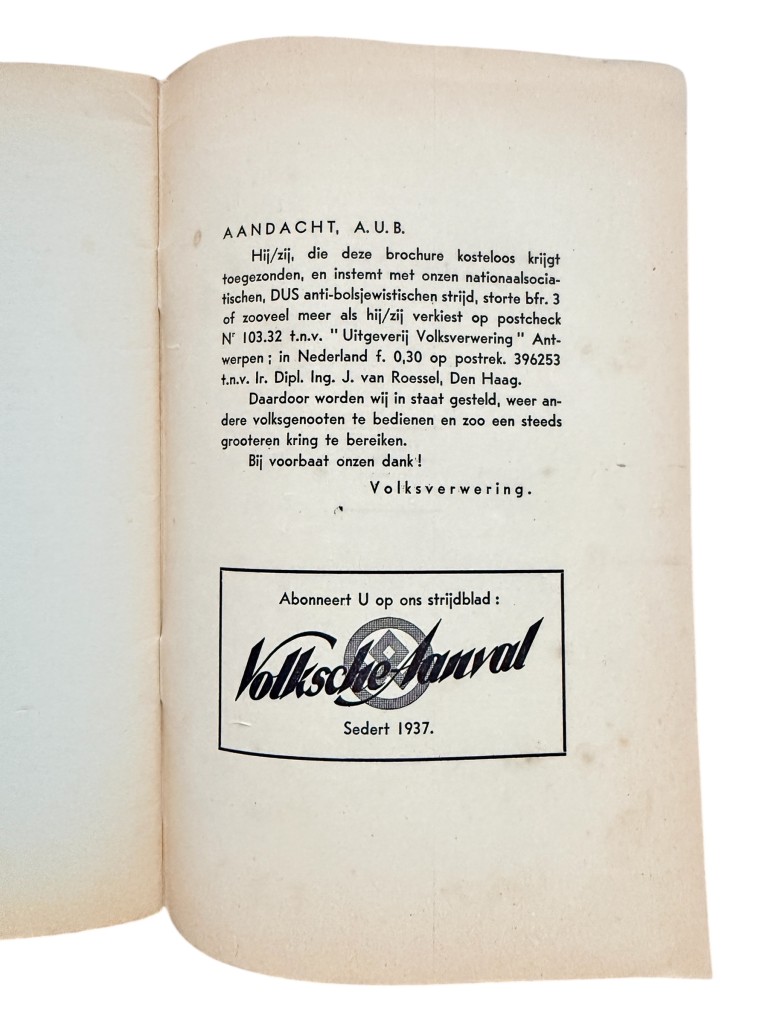 AANDACHT, A.U.B.
Hij/zij, die deze brochure kosteloos krijgt
toegezonden, en instemt met onzen nationaalsocia-
tischen, DUS anti-bolsjewistischen strijd, storte bfr. 3
of zooveel meer als hij/zij verkiest op postcheck
Nr 103.32 t.n.v. "Uitgeverij Volksverwering" Ant-
werpen; in Nederland f. 0,30 op postrek. 396253
t.n.v. Ir. Dipl. Ing. J. van Roessel, Den Haag.
Daardoor worden wij in staat gesteld, weer an-
dere volksgenooten te bedienen en zoo een steeds
grooteren kring te bereiken.
Bij voorbaat onzen dank!
Volksverwering.
Abonneert U op ons strijdblad:
Volksche Aanval
Sedert 1937.